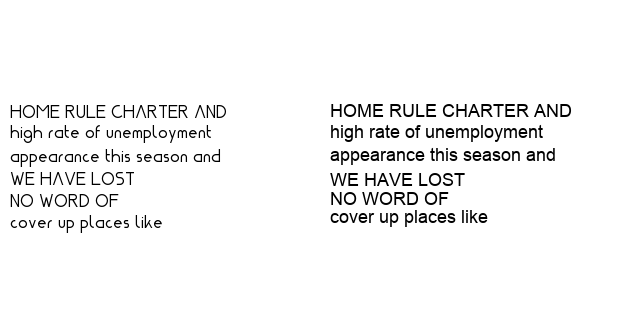 HOME RULE CHARTER AND
high rate of unemployment
appearance this season and
WE HAVE LOST
NO WORD OF
cover up places like
HOME RULE CHARTER AND
high rate of unemployment
appearance this season and
WE HAVE LOST
NO WORD OF
cover up places like